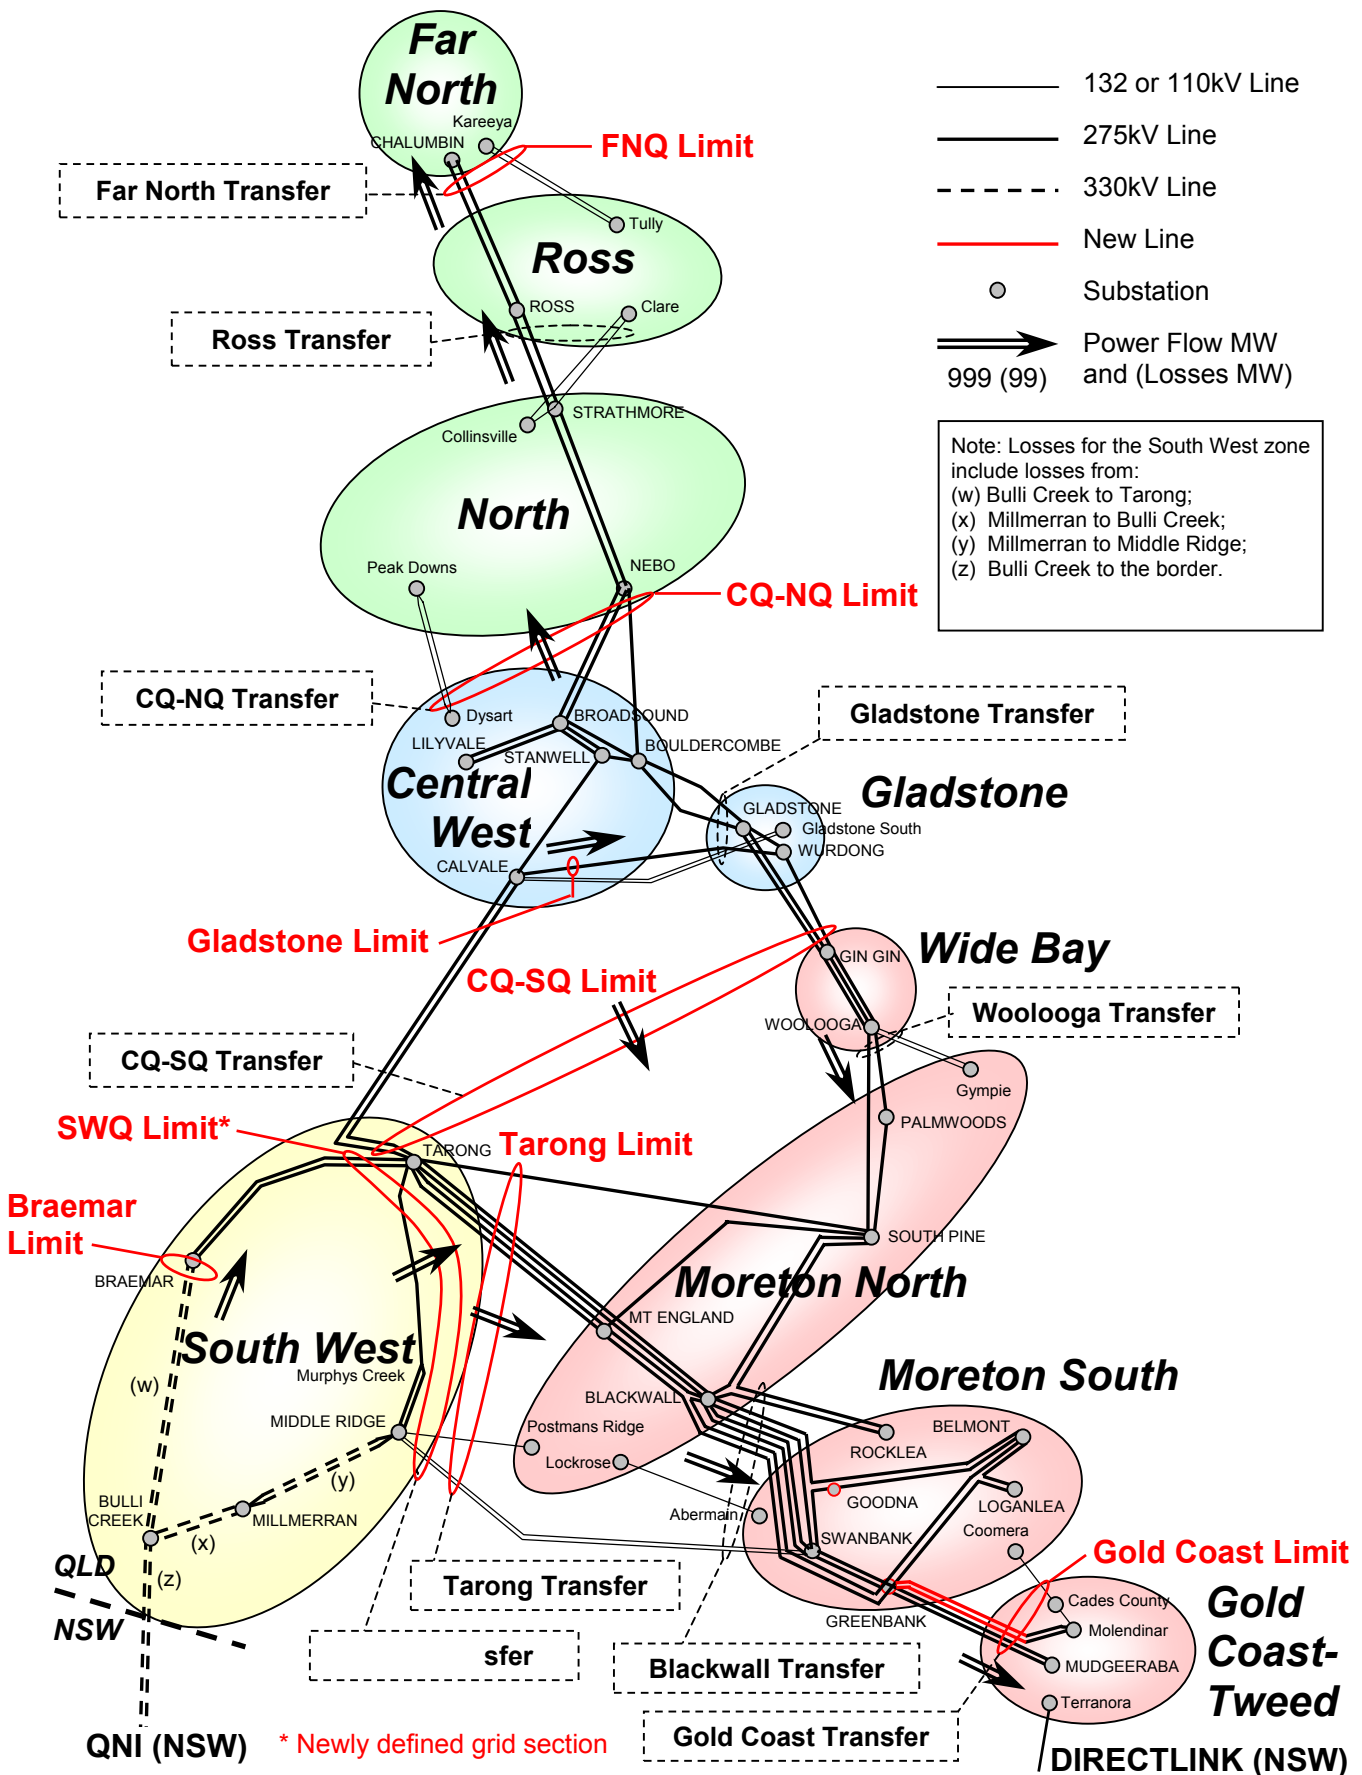 Far
North
Kareeya
CHALUMBIN
FNQ Limit
Far North Transfer
Tully
Ross
ROSS
Clare
Ross Transfer
STRATHMORE
Collinsville
North
Peak Downs
NEBO
CQ-NQ Limit
CQ-NQ Transfer
Dysart
BROADSOUND
LILYVALE
STANWELL
BOULDERCOMBE
Gladstone Transfer
Central
West
Gladstone
GLADSTONE
Gladstone South
WURDONG
CALVALE
Gladstone Limit
CQ-SQ Limit
Wide Bay
GIN GIN
WOOLOOGA
Woolooga Transfer
CQ-SQ Transfer
Gympie
PALMWOODS
SWQ Limit*
TARONG
Tarong Limit
Braemar
Limit
BRAEMAR
SOUTH PINE
Moreton North
MT ENGLAND
South West
Murphys Creek
(w)
MIDDLE RIDGE
BLACKWALL
Moreton South
Postmans Ridge
Lockrose
ROCKLEA
BELMONT
(y)
BULLI
CREEK
MILLMERRAN
(x)
(z)
GOODNA
LOGANLEA
Abermain
Coomera
SWANBANK
QLD
NSW
Tarong Transfer
Gold Coast Limit
GREENBANK
Cades County
Molendinar
MUDGEERABA
Terranora
Gold
Coast-
Tweed
sfer
Blackwall Transfer
Gold Coast Transfer
QNI (NSW)
* Newly defined grid section
DIRECTLINK (NSW)
132 or 110kV Line
275kV Line
330kV Line
New Line
Substation
Power Flow MW
999 (99) and (Losses MW)
Note: Losses for the South West zone
include losses from:
(w) Bulli Creek to Tarong;
(x) Millmerran to Bulli Creek;
(y) Millmerran to Middle Ridge;
(z) Bulli Creek to the border.